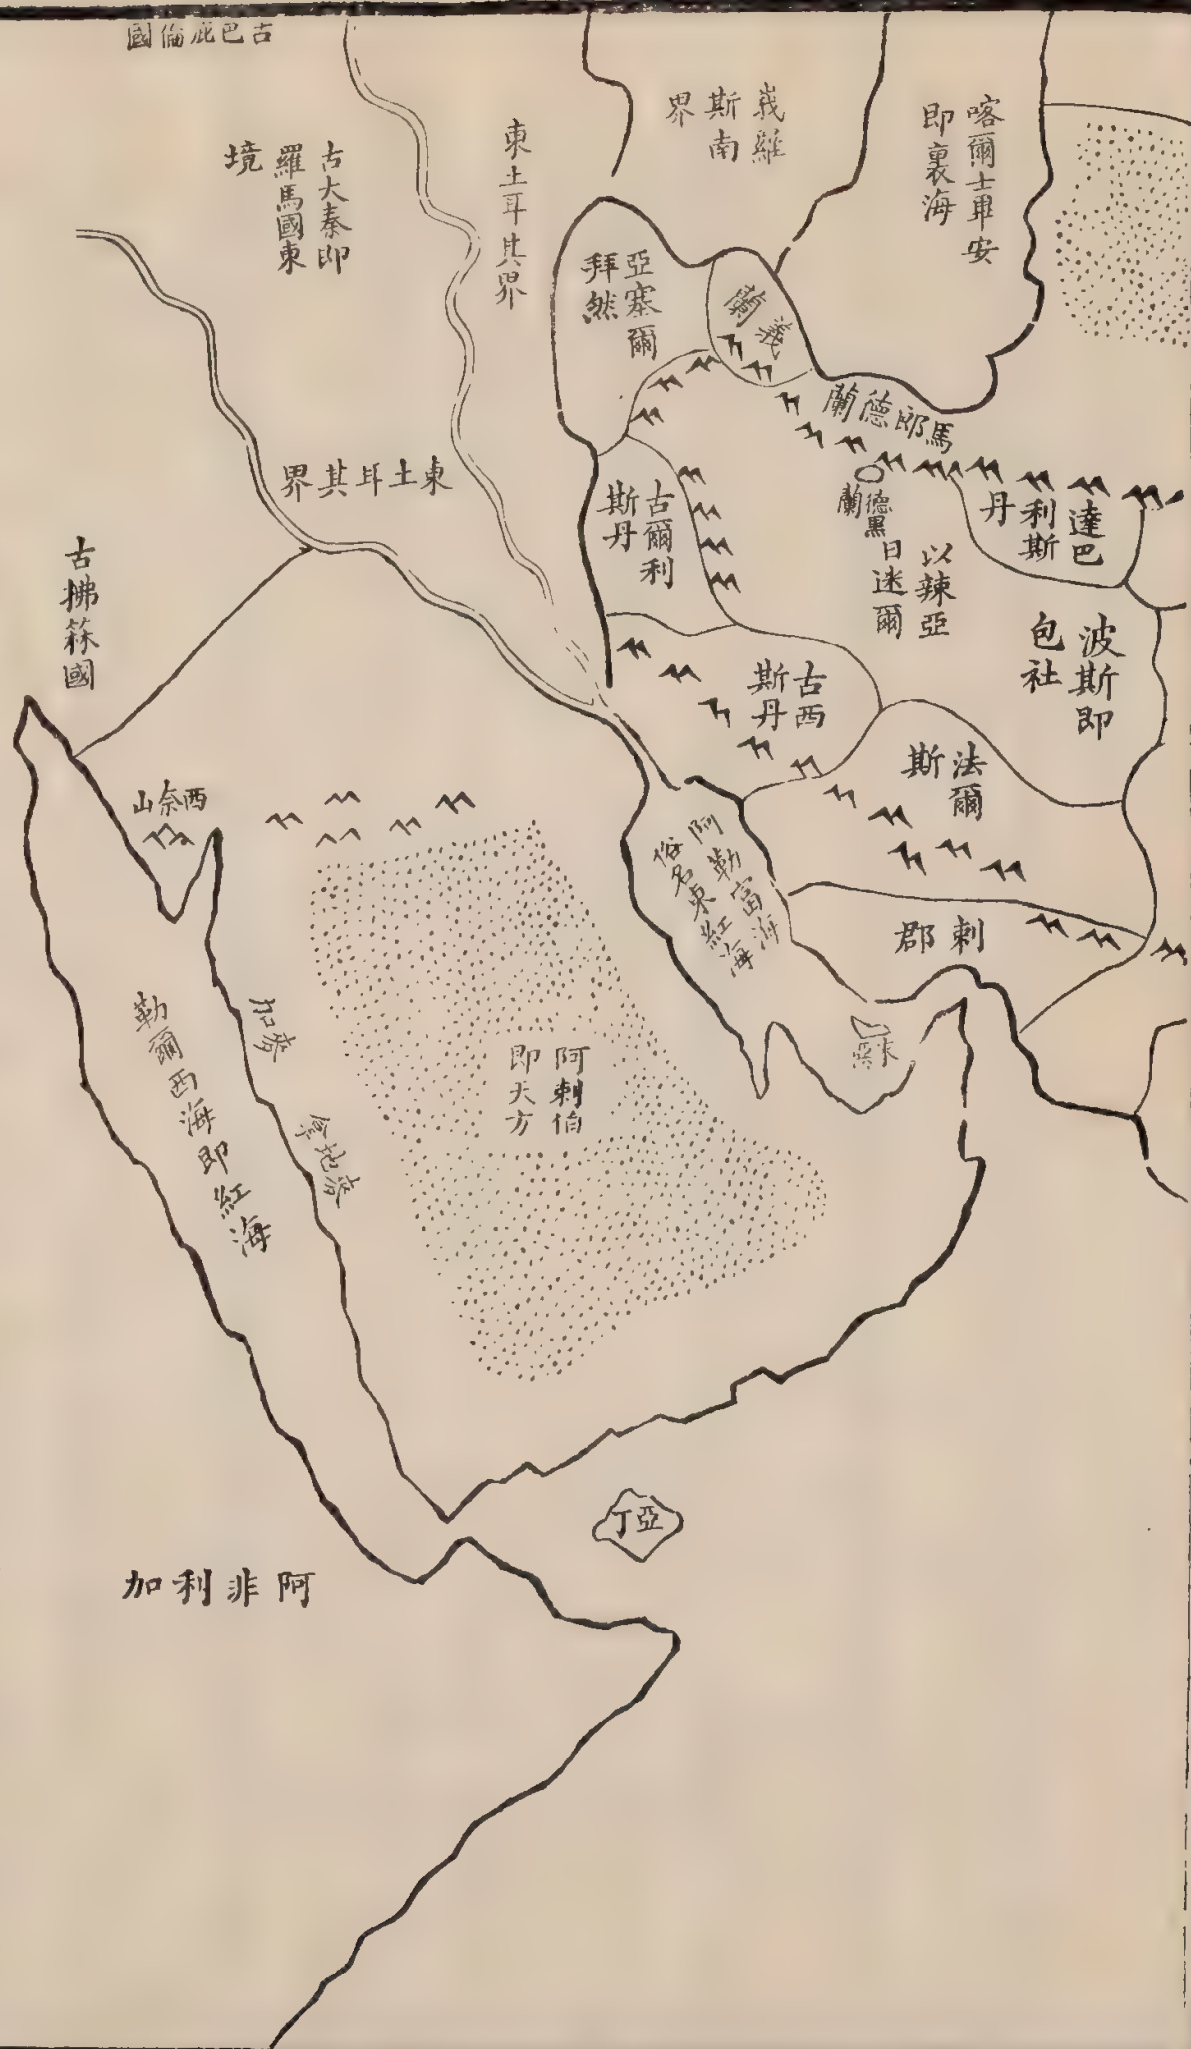 古巴庇倫國
喀爾士畢安
即裏海
峩羅
斯南
界
東土耳其界
古大秦即
羅馬國東
境
亞塞爾
拜然
義蘭
馬郎德蘭
東土耳其界
達巴
利斯
丹
德黑
蘭
古爾利
斯丹
以辣亞
日迷爾
古拂菻國
波斯即
包社
古西
斯丹
法爾
斯
西奈山
阿勒富海
俗名東紅海
剌郡
加麥
阿剌伯
即天方
勒爾西海即紅海
亞丁
阿非利加